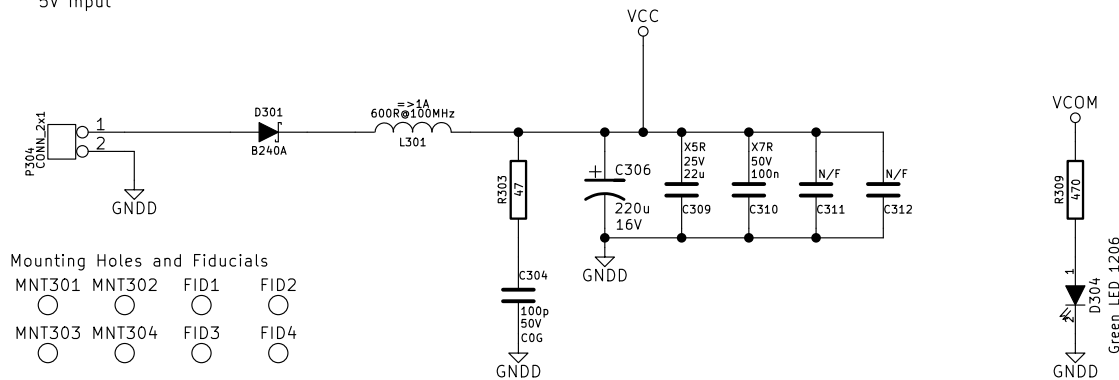 5V Input
VCC
P304
CONN_2x1
1
2
GNDD
D301
B240A
=>1A
600R@100MHz
L301
R303
47
C304
100p
50V
C0G
GNDD
C306
220u
16V
GNDD
X5R
25V
22u
C309
X7R
50V
100n
C310
N/F
C311
N/F
C312
VCOM
R309
470
1
2
D304
Green LED 1206
GNDD
Mounting Holes and Fiducials
MNT301 MNT302 FID1 FID2
MNT303 MNT304 FID3 FID4